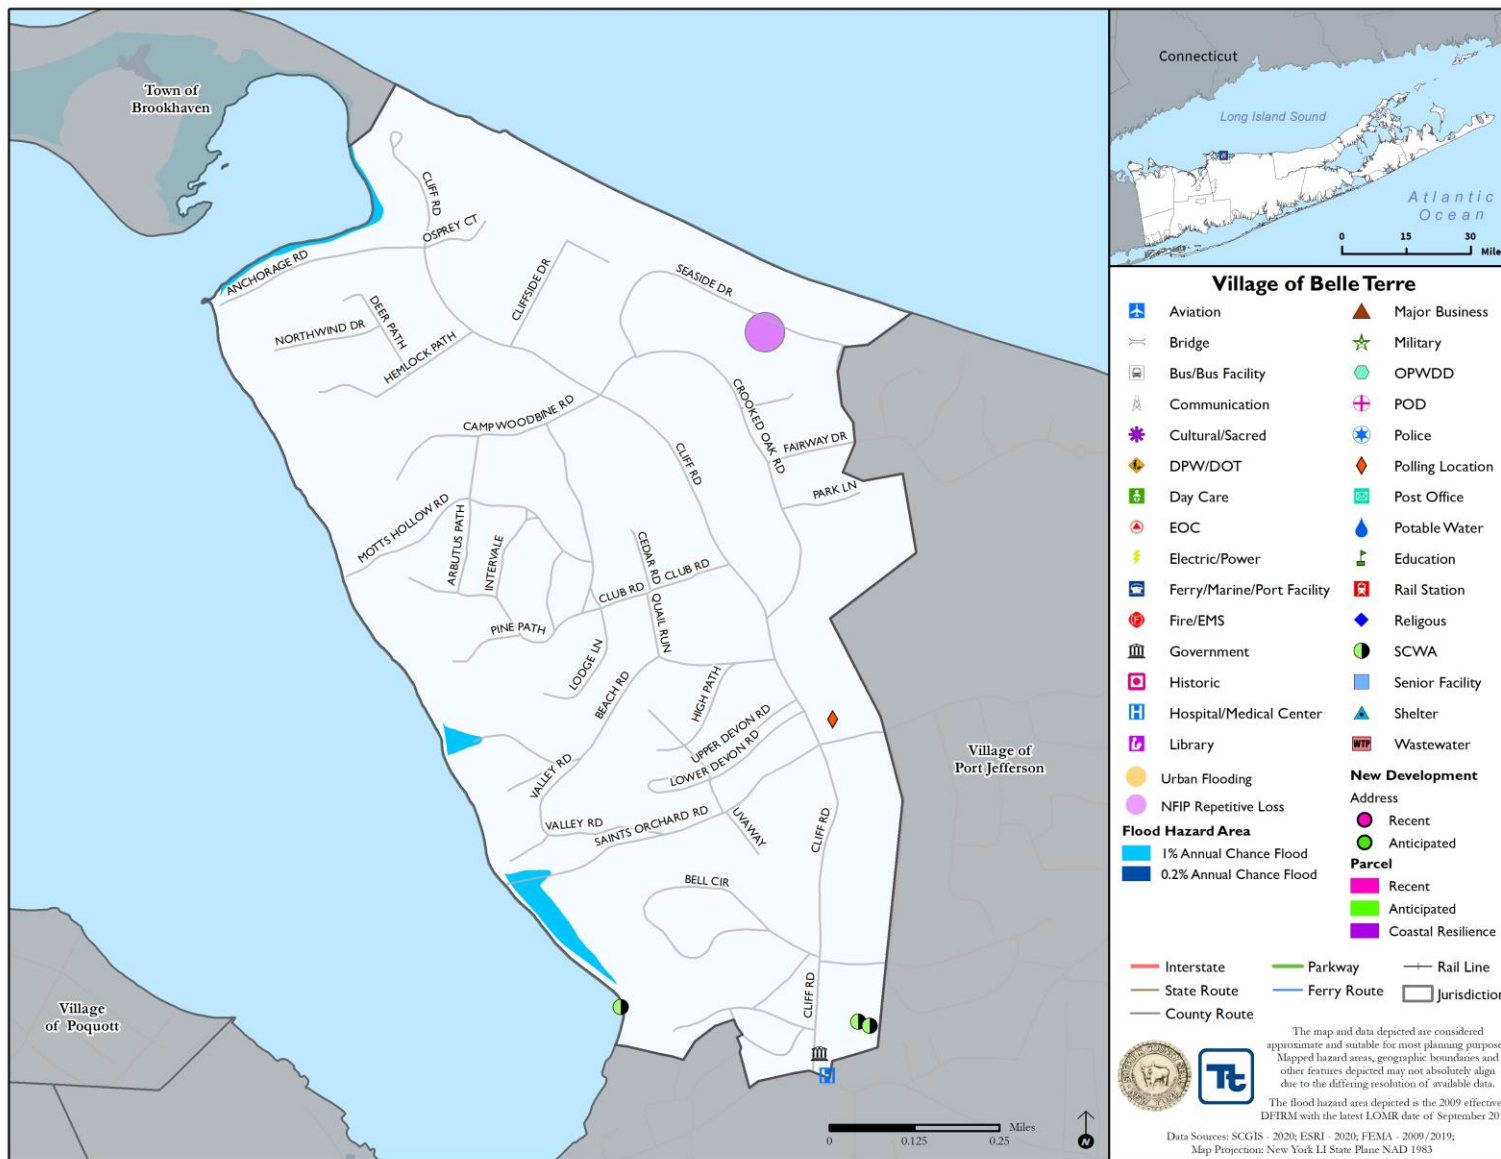 Town of
Brookhaven
CLIFF RD
OSPREY CT
ANCHORAGE RD
CLIFFSIDE DR
SEASIDE DR
DEER PATH
NORTHWIND DR
HEMLOCK PATH
CROOKED OAK RD
CAMP WOODBINE RD
FAIRWAY DR
CLIFF RD
PARK LN
MOTTS HOLLOW RD
ARBUTUS PATH
INTERVALE
CEDAR RD
CLUB RD
CLUB RD
QUAIL RUN
PINE PATH
LODGE LN
BEACH RD
HIGH PATH
UPPER DEVON RD
LOWER DEVON RD
VALLEY RD
VALLEY RD
SAINTS ORCHARD RD
UVAWAY
CLIFF RD
BELL CIR
CLIFF RD
Village of
Port Jefferson
Village
of Poquott
0 0.125 0.25
Miles
N
Connecticut
Long Island Sound
Atlantic
Ocean
0 15 30
Mile
Village of Belle Terre
Aviation
Bridge
Bus/Bus Facility
Communication
Cultural/Sacred
DPW/DOT
Day Care
EOC
Electric/Power
Ferry/Marine/Port Facility
Fire/EMS
Government
Historic
Hospital/Medical Center
Library
Urban Flooding
NFIP Repetitive Loss
Flood Hazard Area
1% Annual Chance Flood
0.2% Annual Chance Flood
Major Business
Military
OPWDD
POD
Police
Polling Location
Post Office
Potable Water
Education
Rail Station
Religous
SCWA
Senior Facility
Shelter
WTP Wastewater
New Development
Address
Recent
Anticipated
Parcel
Recent
Anticipated
Coastal Resilience
Interstate
State Route
County Route
Parkway
Ferry Route
Rail Line
Jurisdiction
Tt
The map and data depicted are considered
approximate and suitable for most planning purpose
Mapped hazard areas, geographic boundaries and
other features depicted may not absolutely align
due to the differing resolution of available data.
The flood hazard area depicted is the 2009 effective
DFIRM with the latest LOMR date of September 20
Data Sources: SCGIS - 2020; ESRI - 2020; FEMA - 2009/2019;
Map Projection: New York LI State Plane NAD 1983